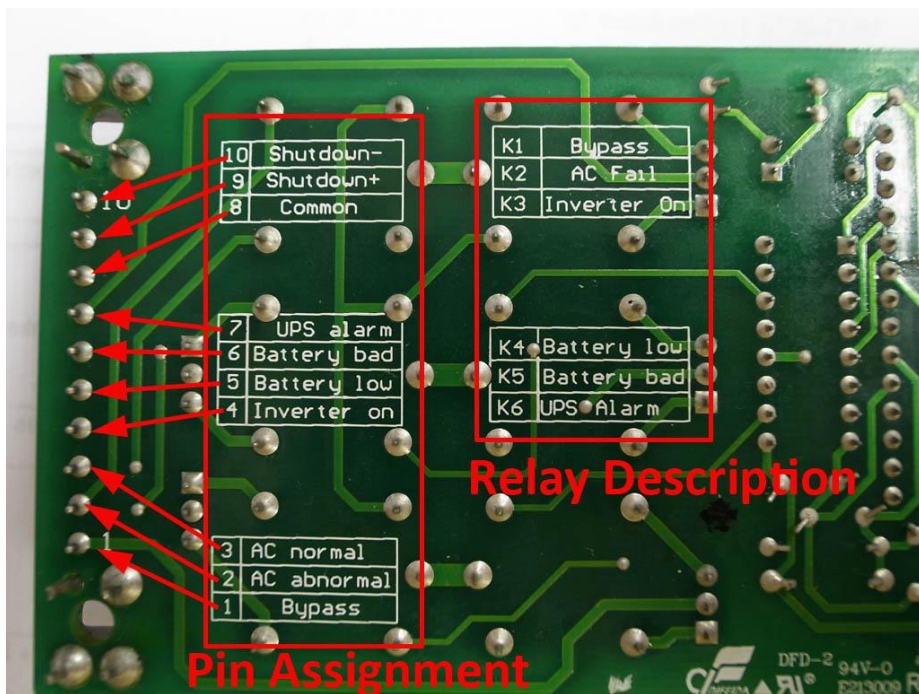 10 Shutdown-
9 Shutdown+
8 Common
K1 Bypass
K2 AC Fail
K3 Inverter On
10
7 UPS alarm
6 Battery bad
5 Battery low
4 Inverter on
K4 Battery low
K5 Battery bad
K6 UPS Alarm
Relay Description
1
3 AC normal
2 AC abnormal
1 Bypass
Pin Assignment
DFD-2 94V-0
E213009